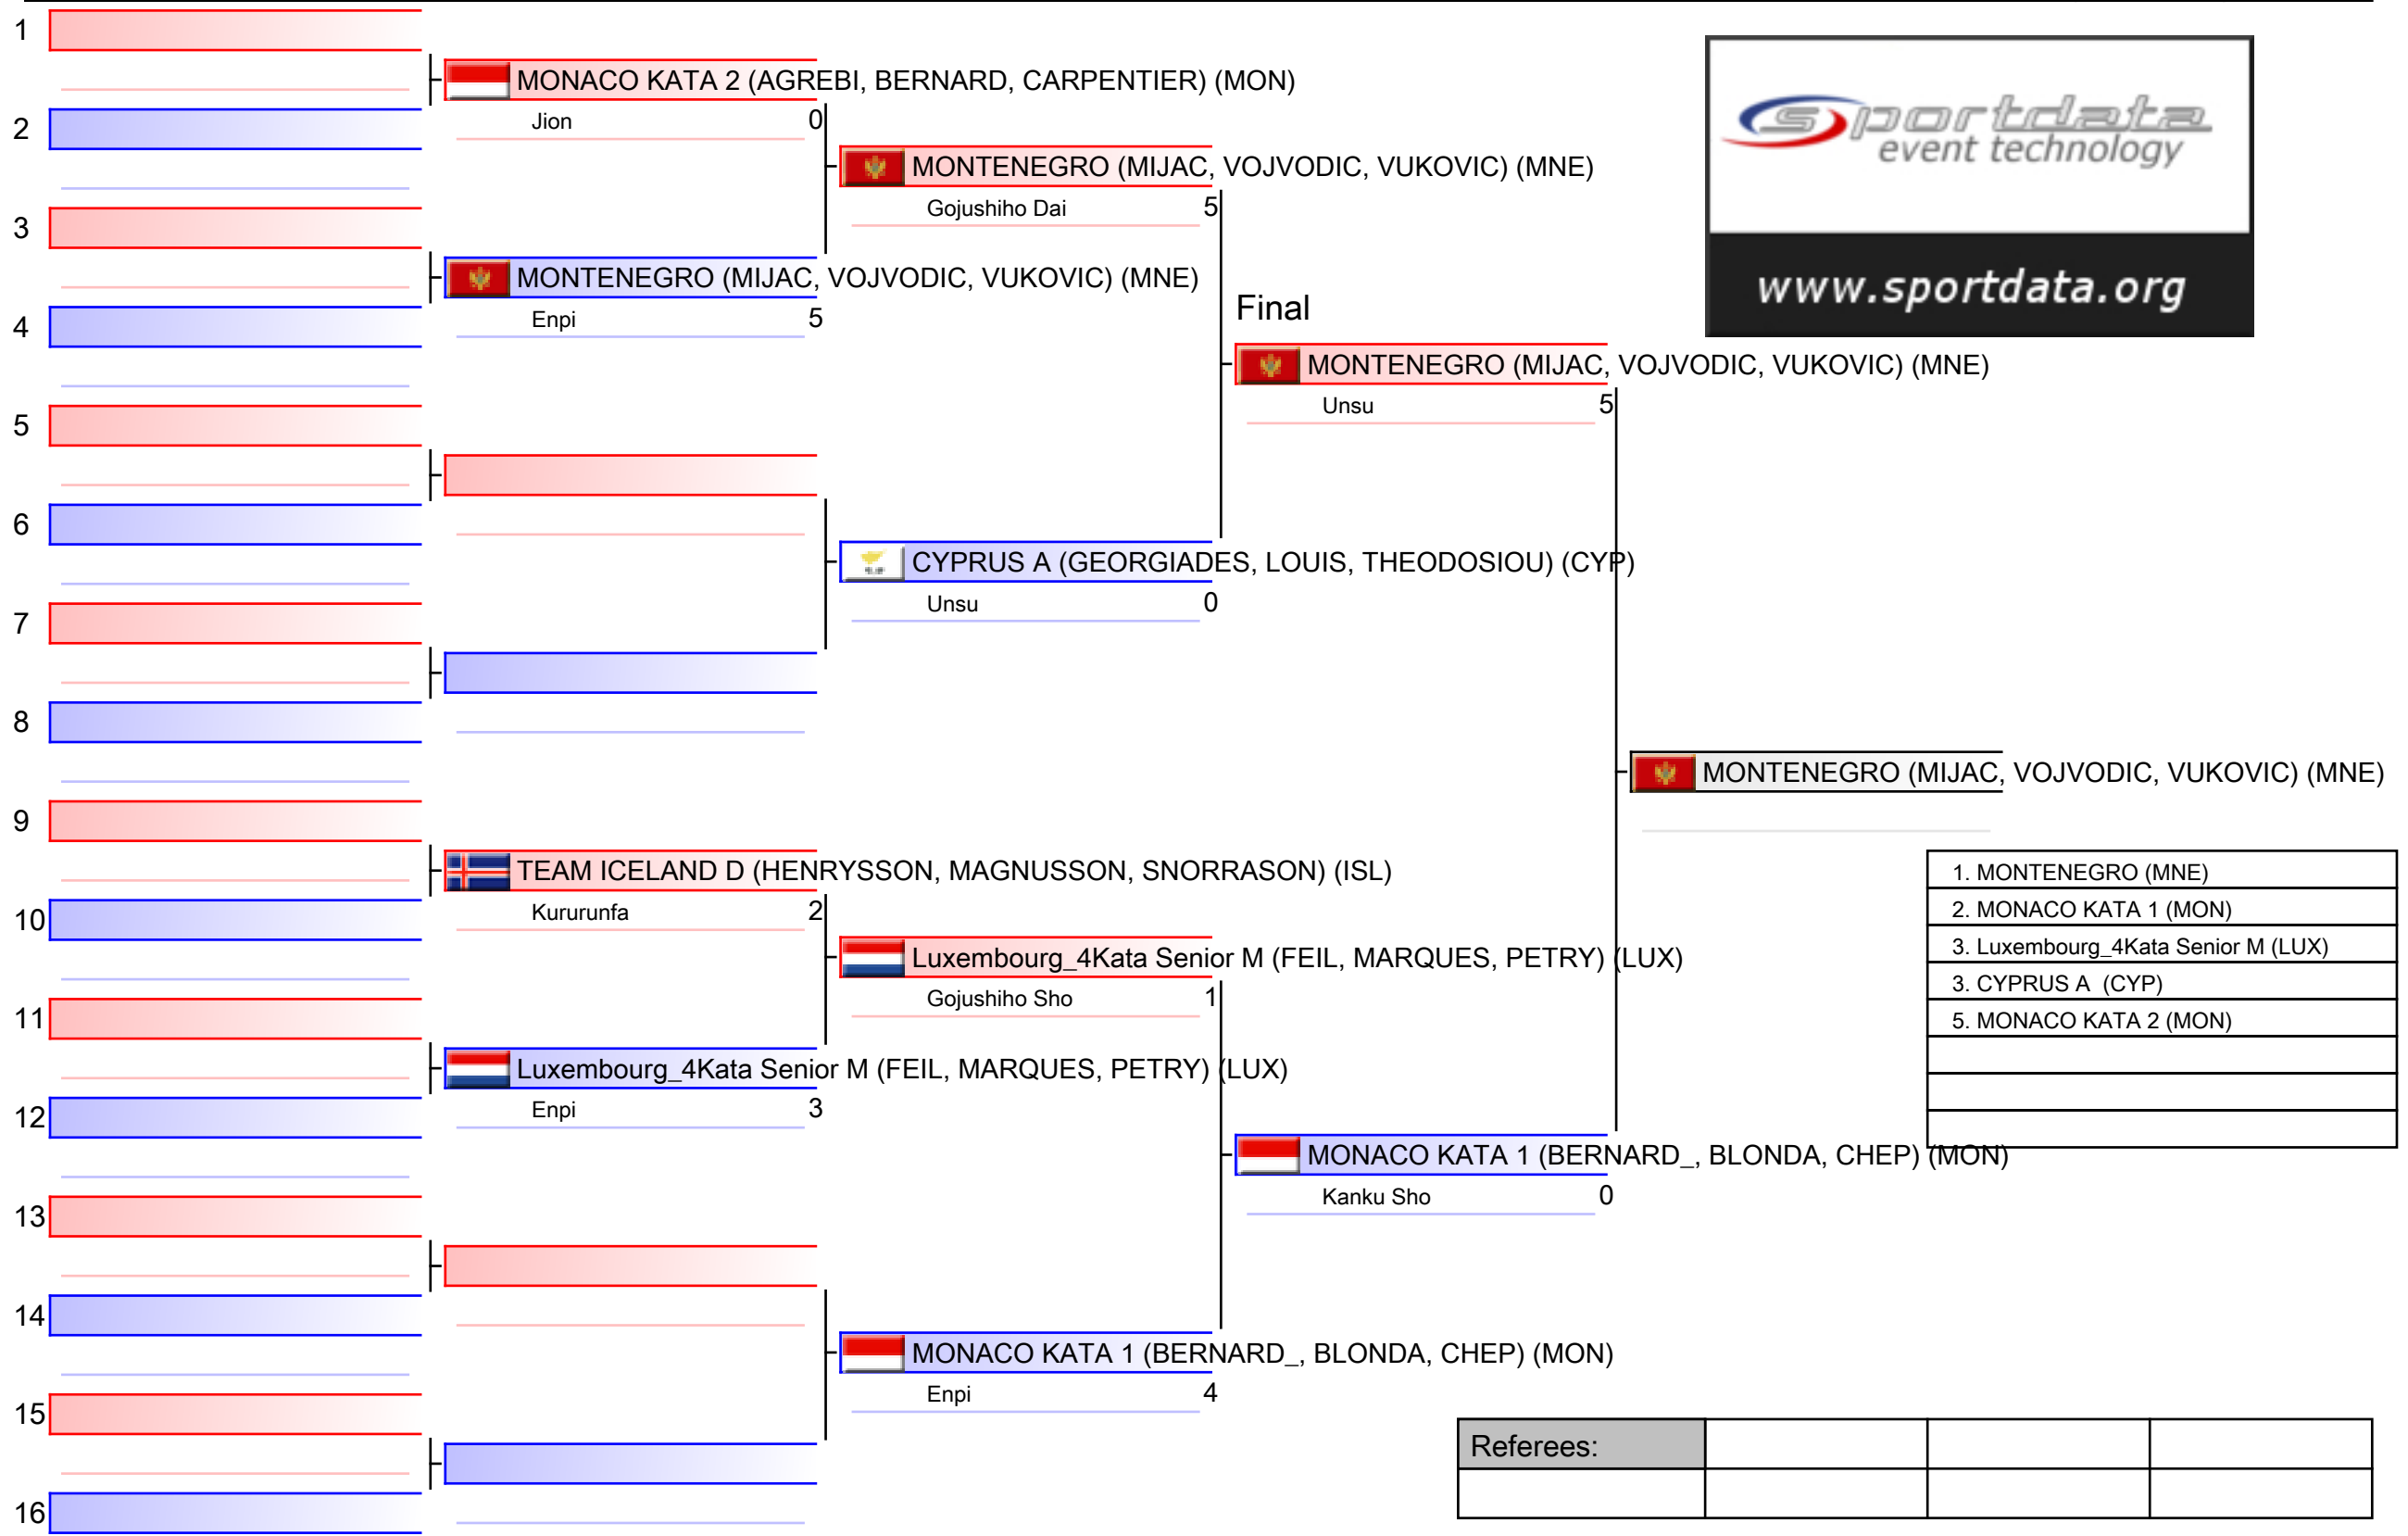 1
MONACO KATA 2 (AGREBI, BERNARD, CARPENTIER) (MON)
Jion 0
2
MONTENEGRO (MIJAC, VOJVODIC, VUKOVIC) (MNE)
Gojushiho Dai 5
3
MONTENEGRO (MIJAC, VOJVODIC, VUKOVIC) (MNE)
Enpi 5
4
sportdata
event technology
www.sportdata.org
Final
MONTENEGRO (MIJAC, VOJVODIC, VUKOVIC) (MNE)
Unsu 5
5
6
CYPRUS A (GEORGIADES, LOUIS, THEODOSIOU) (CYP)
Unsu 0
7
8
MONTENEGRO (MIJAC, VOJVODIC, VUKOVIC) (MNE)
9
TEAM ICELAND D (HENRYSSON, MAGNUSSON, SNORRASON) (ISL)
Kururunfa 2
10
Luxembourg_4Kata Senior M (FEIL, MARQUES, PETRY) (LUX)
Gojushiho Sho 1
11
Luxembourg_4Kata Senior M (FEIL, MARQUES, PETRY) (LUX)
Enpi 3
12
1. MONTENEGRO (MNE)
2. MONACO KATA 1 (MON)
3. Luxembourg_4Kata Senior M (LUX)
3. CYPRUS A (CYP)
5. MONACO KATA 2 (MON)
MONACO KATA 1 (BERNARD_, BLONDA, CHEP) (MON)
Kanku Sho 0
13
14
MONACO KATA 1 (BERNARD_, BLONDA, CHEP) (MON)
Enpi 4
15
16
Referees: